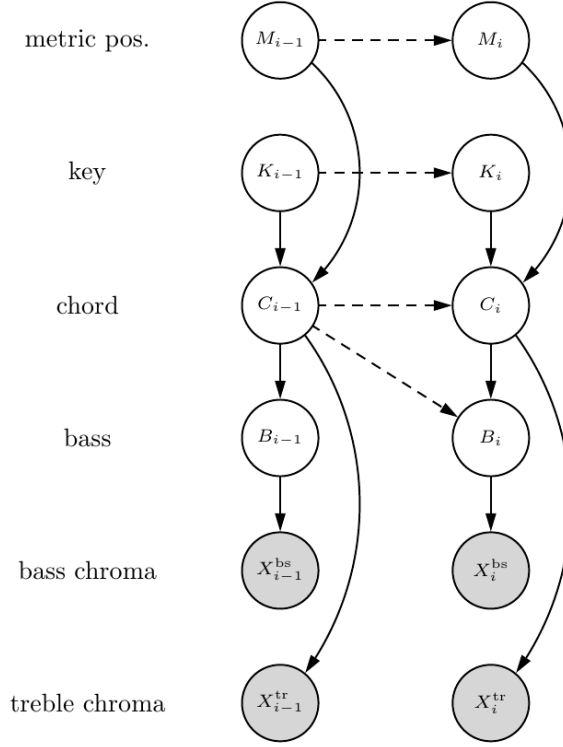 metric pos. M_{i−1} M_i
key K_{i−1} K_i
chord C_{i−1} C_i
bass B_{i−1} B_i
bass chroma X^{bs}_{i−1} X^{bs}_i
treble chroma X^{tr}_{i−1} X^{tr}_i